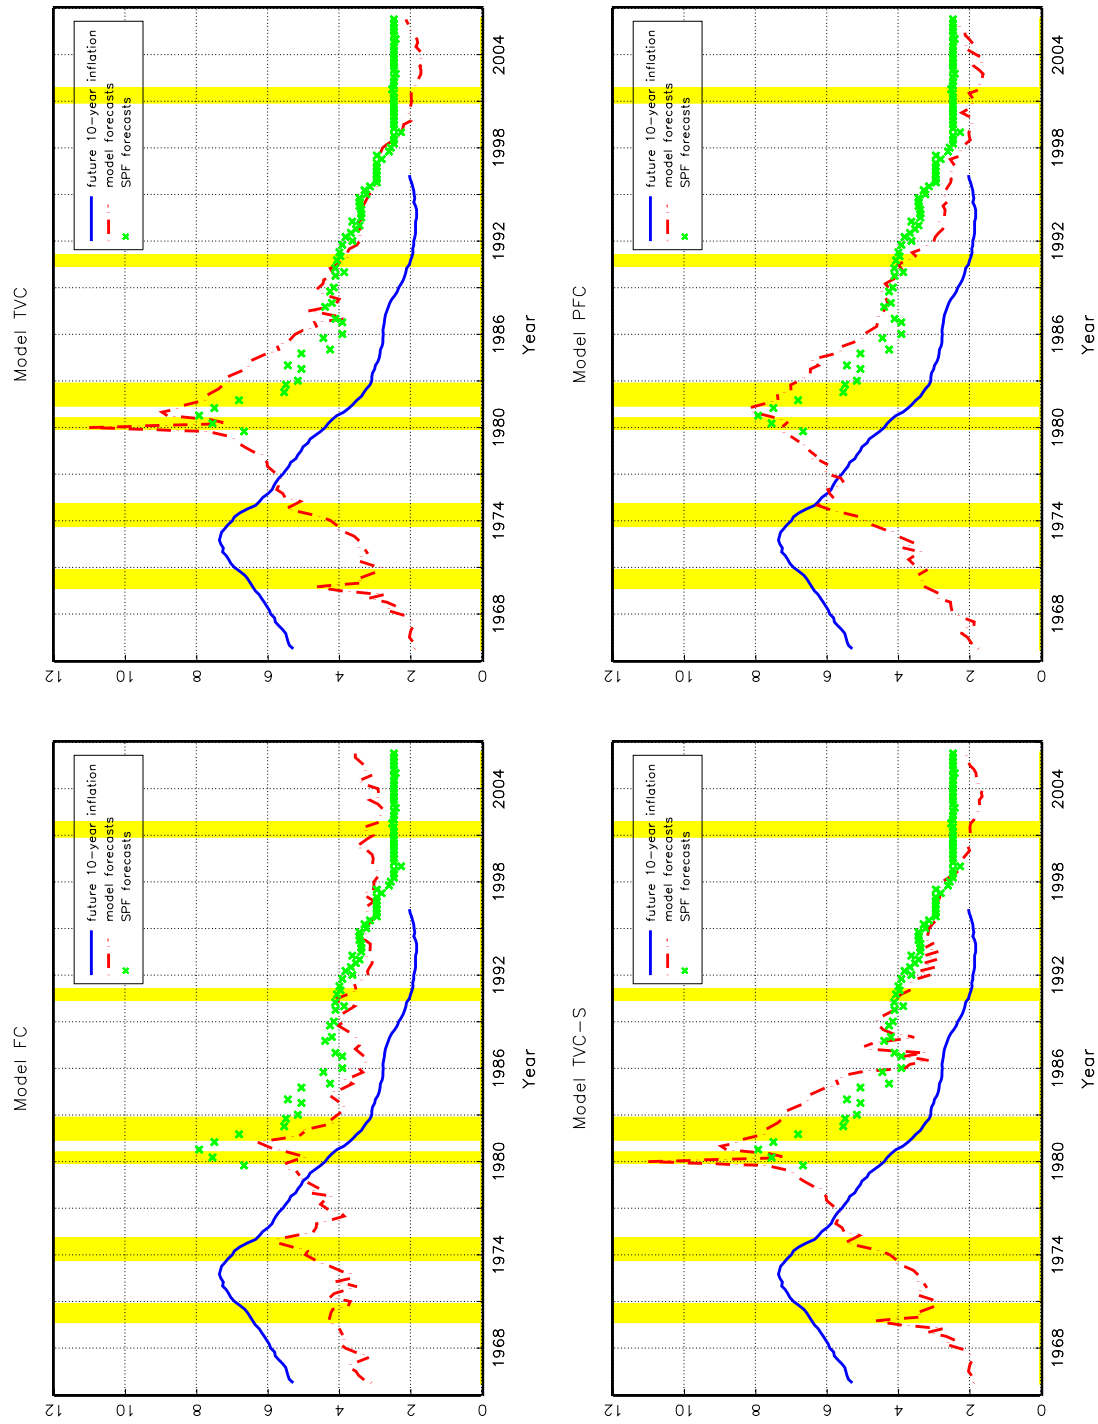 Model FC
future 10-year inflation
model forecasts
SPF forecasts
12
10
8
6
4
2
0
1968
1974
1980
1986
1992
1998
2004
Year
Model TVC
future 10-year inflation
model forecasts
SPF forecasts
12
10
8
6
4
2
0
1968
1974
1980
1986
1992
1998
2004
Year
Model TVC-S
future 10-year inflation
model forecasts
SPF forecasts
12
10
8
6
4
2
0
1968
1974
1980
1986
1992
1998
2004
Year
Model PFC
future 10-year inflation
model forecasts
SPF forecasts
12
10
8
6
4
2
0
1968
1974
1980
1986
1992
1998
2004
Year